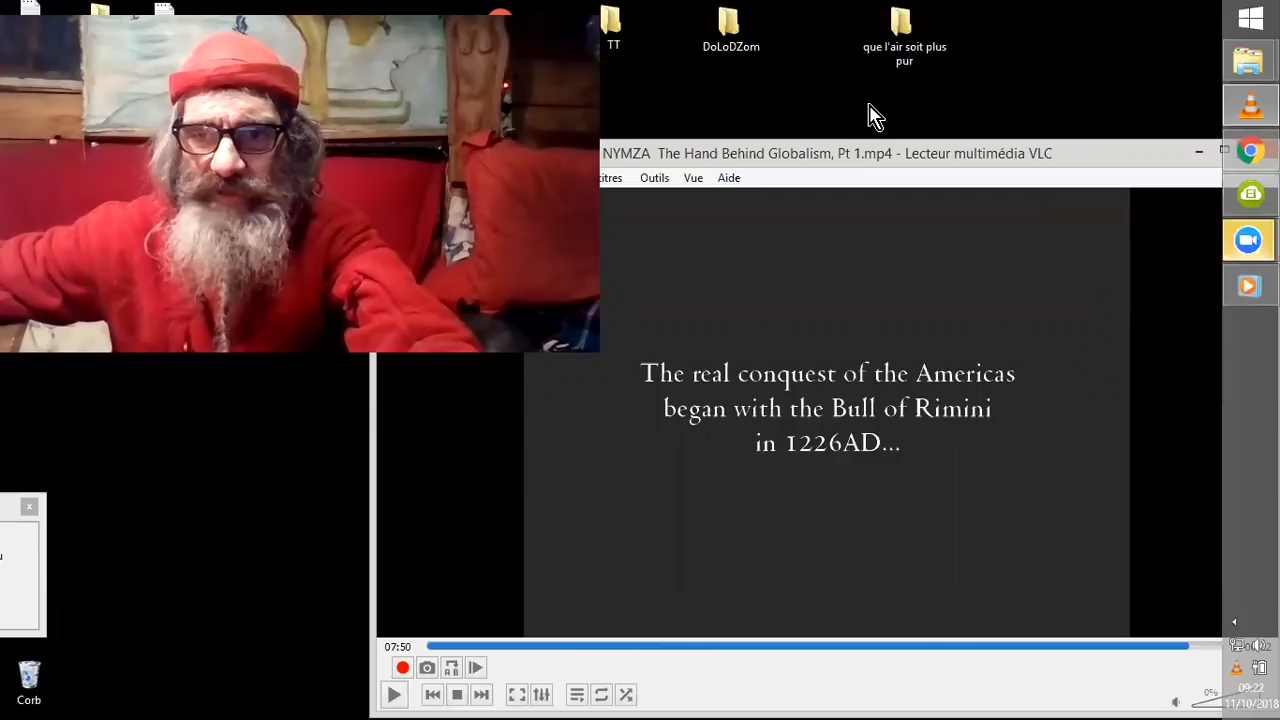 TT
DoLoDZom
que l'air soit plus
pur
NYMZA The Hand Behind Globalism, Pt 1.mp4 - Lecteur multimédia VLC
Outils Vue Aide
The real conquest of the Americas
began with the Bull of Rimini
in 1226AD...
07:50
0%
Corb
09:22
11/10/2018